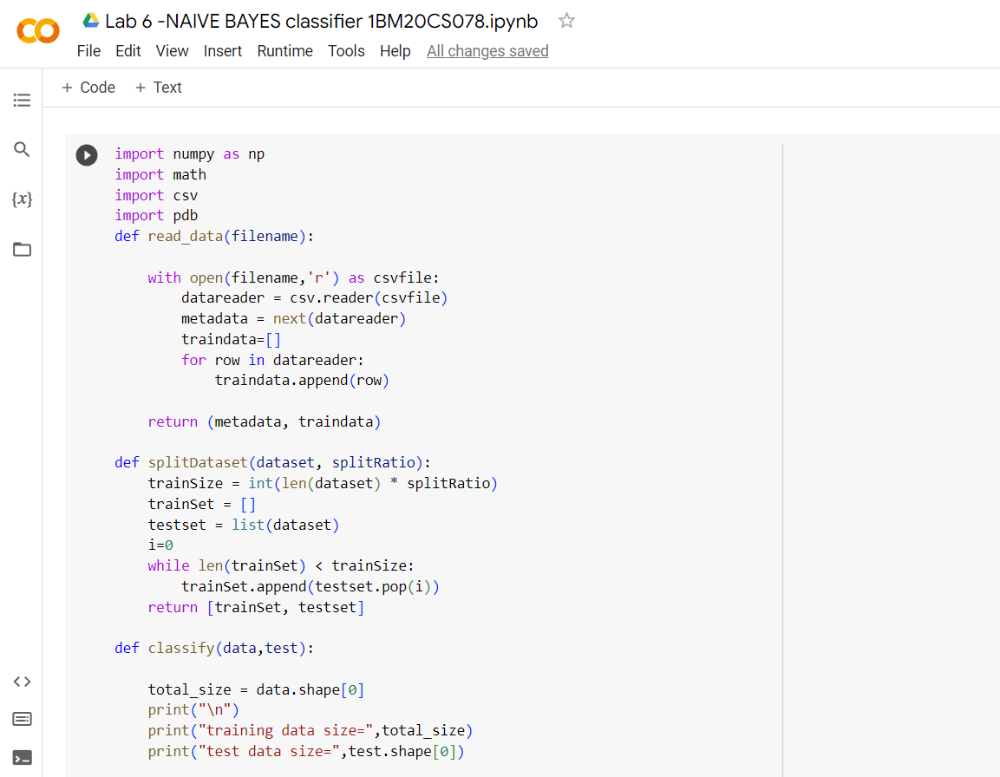 Lab 6 -NAIVE BAYES classifier 1BM20CS078.ipynb
File Edit View Insert Runtime Tools Help All changes saved
+ Code + Text
{x}
import numpy as np
import math
import csv
import pdb
def read_data(filename):
    with open(filename,'r') as csvfile:
        datareader = csv.reader(csvfile)
        metadata = next(datareader)
        traindata=[]
        for row in datareader:
            traindata.append(row)
    return (metadata, traindata)
def splitDataset(dataset, splitRatio):
    trainSize = int(len(dataset) * splitRatio)
    trainSet = []
    testset = list(dataset)
    i=0
    while len(trainSet) < trainSize:
        trainSet.append(testset.pop(i))
    return [trainSet, testset]
def classify(data,test):
    total_size = data.shape[0]
    print("\n")
    print("training data size=",total_size)
    print("test data size=",test.shape[0])